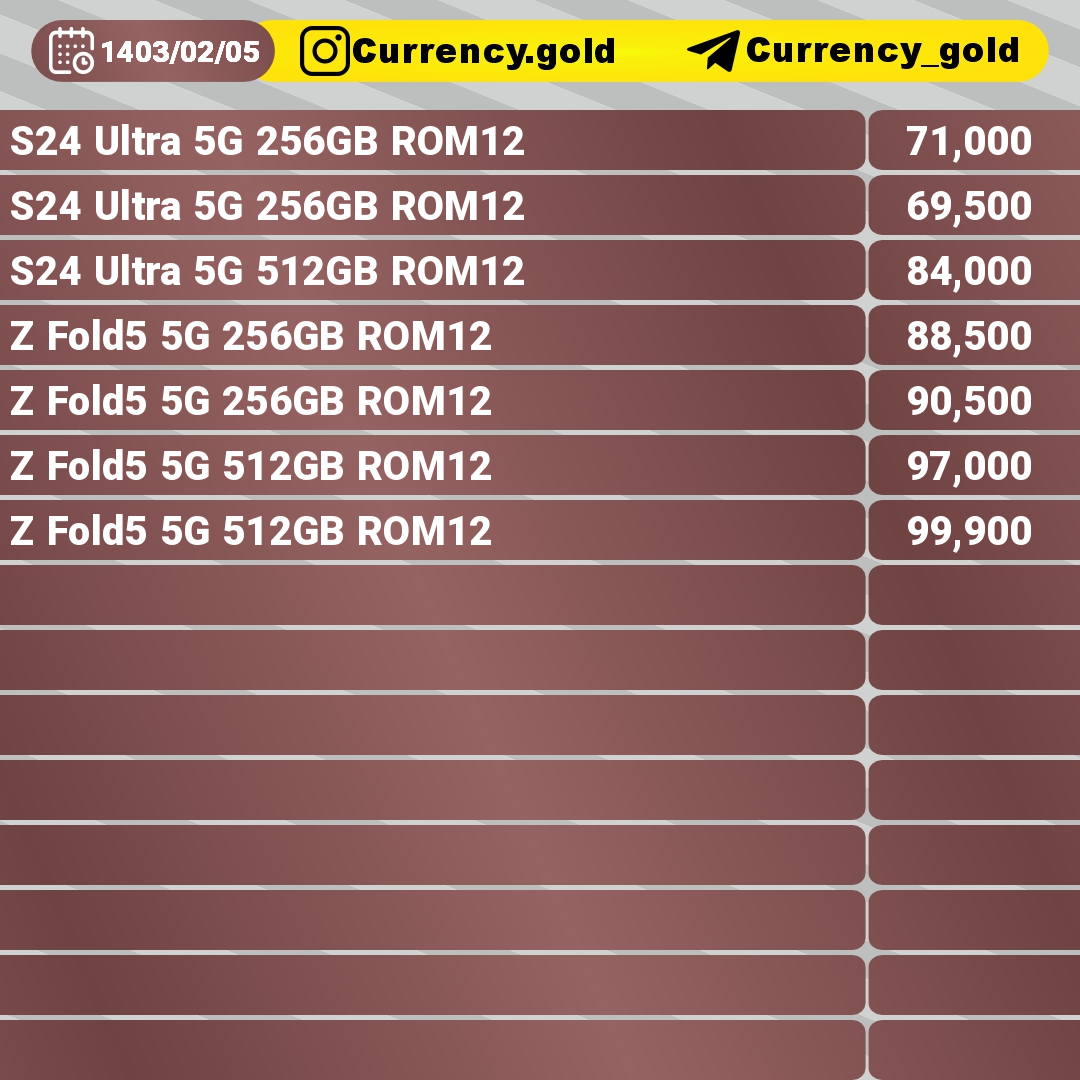 1403/02/05 Currency.gold Currency_gold
S24 Ultra 5G 256GB ROM12 71,000
S24 Ultra 5G 256GB ROM12 69,500
S24 Ultra 5G 512GB ROM12 84,000
Z Fold5 5G 256GB ROM12 88,500
Z Fold5 5G 256GB ROM12 90,500
Z Fold5 5G 512GB ROM12 97,000
Z Fold5 5G 512GB ROM12 99,900